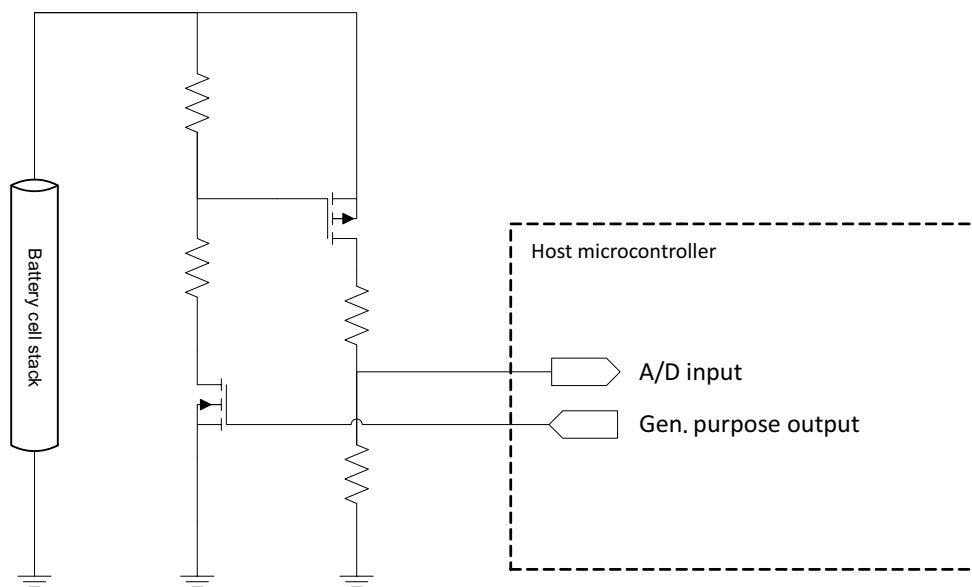 Battery cell stack
Host microcontroller
A/D input
Gen. purpose output